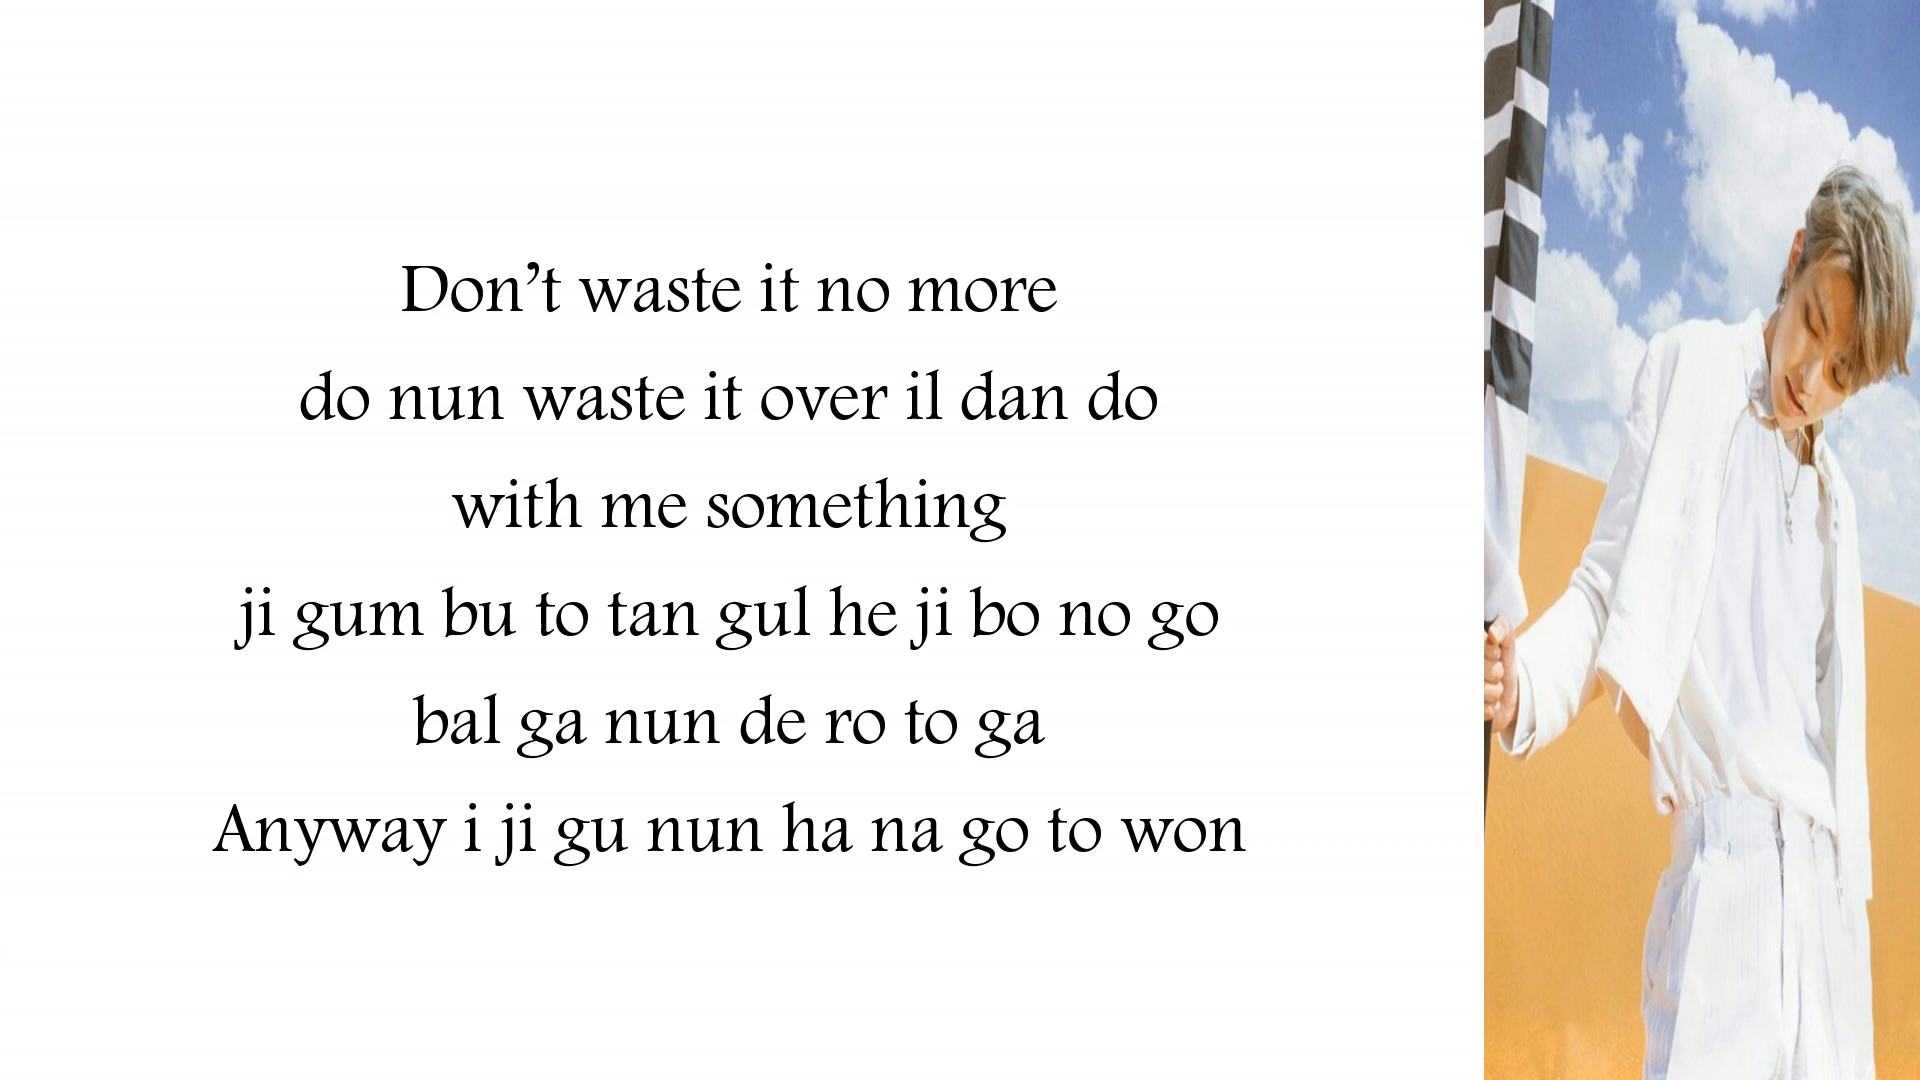 Don’t waste it no more
do nun waste it over il dan do
with me something
ji gum bu to tan gul he ji bo no go
bal ga nun de ro to ga
Anyway i ji gu nun ha na go to won